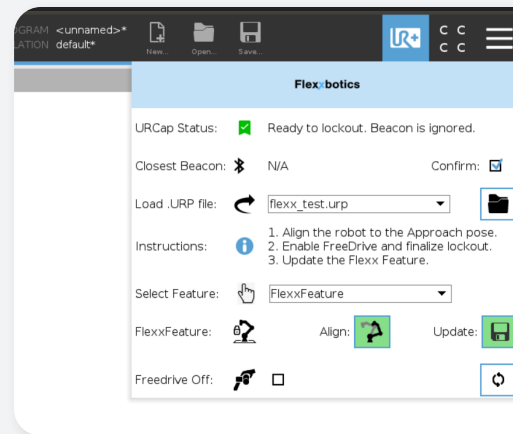 OGRAM <unnamed>*
LATION default*
New... Open... Save...
UR+
C C
C C
Flexxbotics
URCap Status: Ready to lockout. Beacon is ignored.
Closest Beacon: N/A Confirm:
Load .URP file: flexx_test.urp
Instructions:
1. Align the robot to the Approach pose.
2. Enable FreeDrive and finalize lockout.
3. Update the Flexx Feature.
Select Feature: FlexxFeature
FlexxFeature: Align: Update:
Freedrive Off: